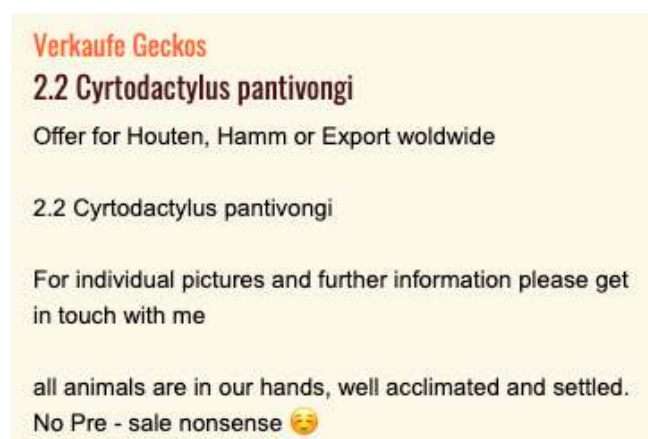 Verkaufe Geckos
2.2 Cyrtodactylus pantivongi
Offer for Houten, Hamm or Export woldwide
2.2 Cyrtodactylus pantivongi
For individual pictures and further information please get
in touch with me
all animals are in our hands, well acclimated and settled.
No Pre - sale nonsense ☺️